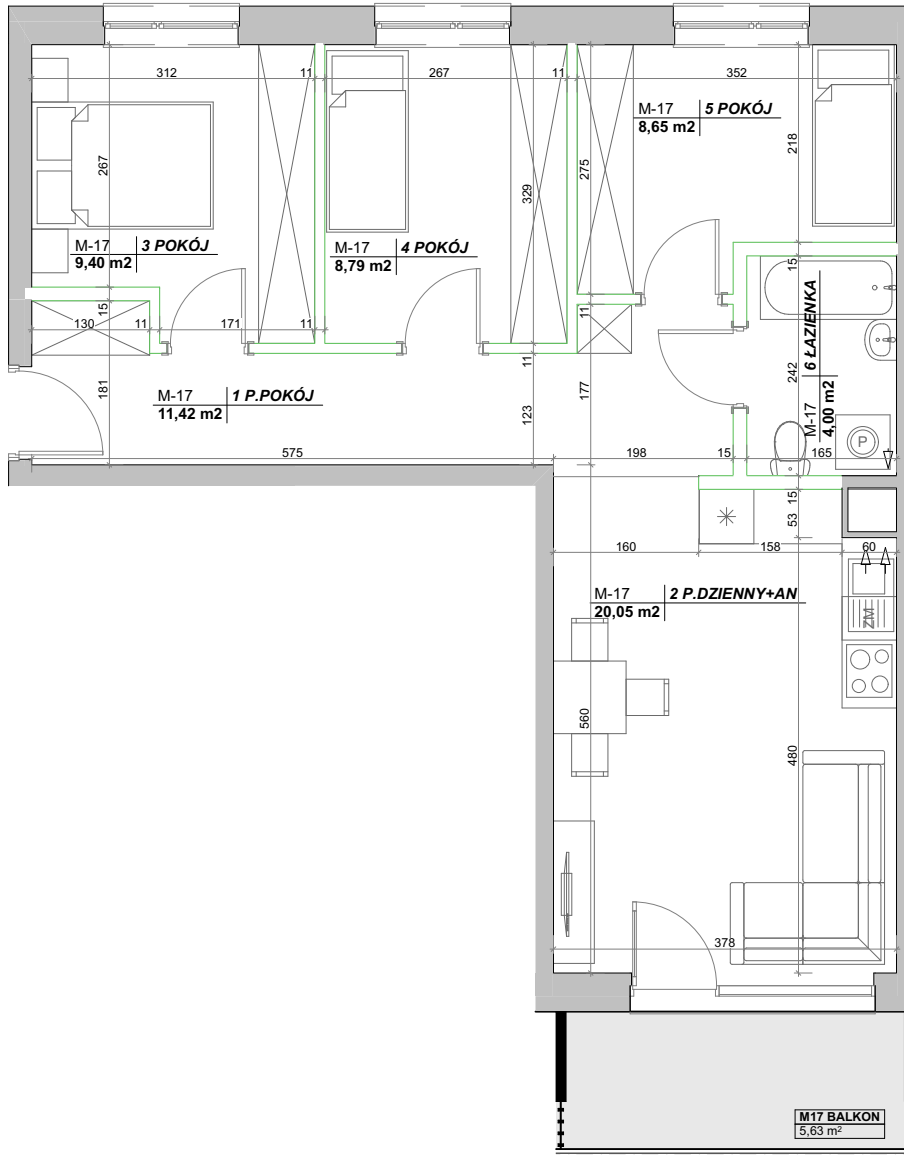 312
11
267
11
352
M-17 5 POKÓJ
8,65 m2
218
267
275
329
M-17 3 POKÓJ
9,40 m2
M-17 4 POKÓJ
8,79 m2
15
15
6 ŁAZIENKA
M-17
4,00 m2
130
11
171
11
11
11
242
181
M-17 1 P.POKÓJ
11,42 m2
177
123
P
575
198
15
165
15
53
160
158
60
M-17 2 P.DZIENNY+AN
20,05 m2
ZM
560
480
378
M17 BALKON
5,63 m²